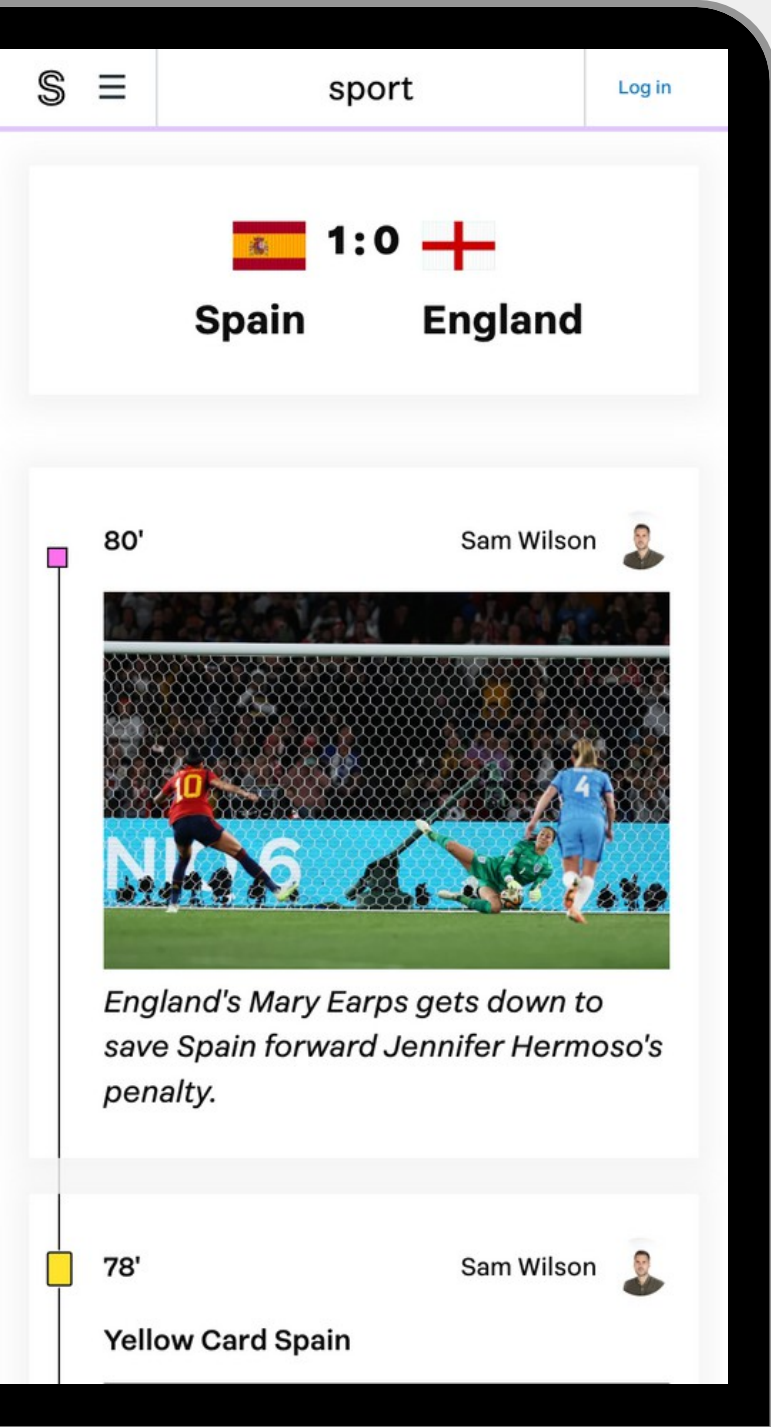 S sport Log in
1:0
Spain England
80' Sam Wilson
10
4
England's Mary Earps gets down to
save Spain forward Jennifer Hermoso's
penalty.
78' Sam Wilson
Yellow Card Spain